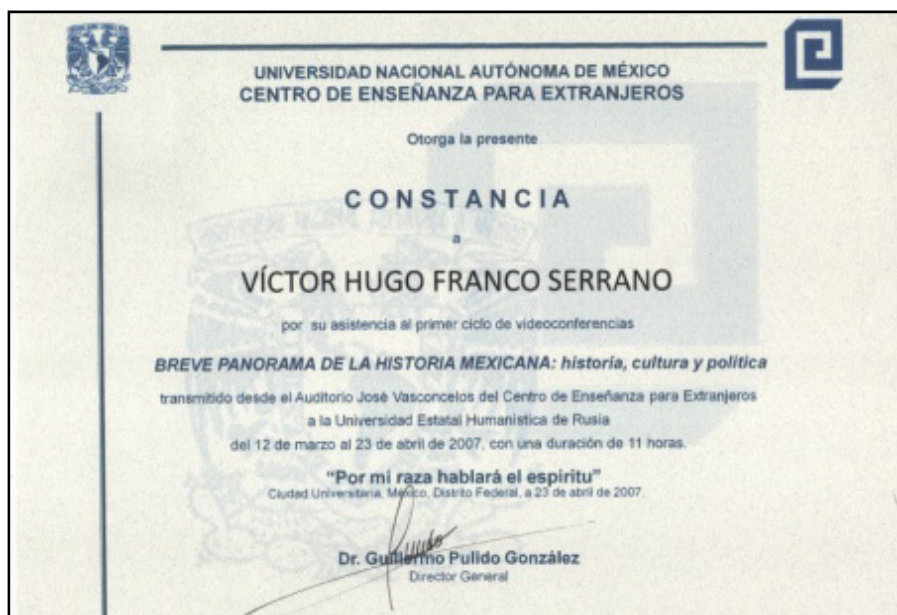 UNIVERSIDAD NACIONAL AUTÓNOMA DE MÉXICO
CENTRO DE ENSEÑANZA PARA EXTRANJEROS
Otorga la presente
CONSTANCIA
a
VÍCTOR HUGO FRANCO SERRANO
por su asistencia al primer ciclo de videoconferencias
BREVE PANORAMA DE LA HISTORIA MEXICANA: historia, cultura y política
transmitido desde el Auditorio José Vasconcelos del Centro de Enseñanza para Extranjeros
a la Universidad Estatal Humanística de Rusia
del 12 de marzo al 23 de abril de 2007, con una duración de 11 horas.
“Por mi raza hablará el espíritu”
Ciudad Universitaria, México, Distrito Federal, a 23 de abril de 2007.
Dr. Guillermo Pulido González
Director General